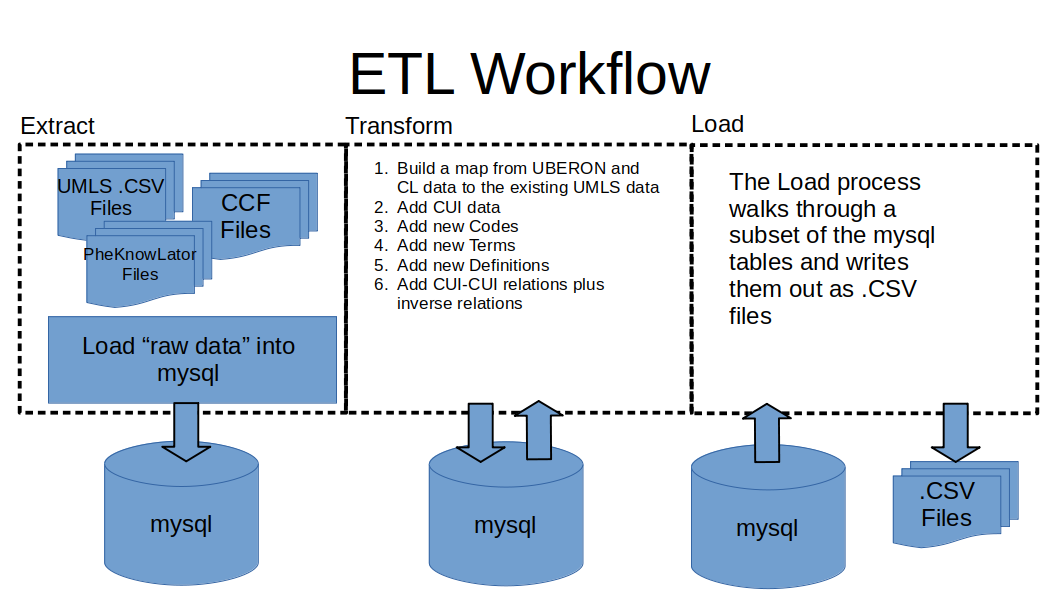 ETL Workflow
Extract
UMLS .CSV
Files
CCF
Files
PheKnowLator
Files
Load “raw data” into
mysql
mysql
Transform
1. Build a map from UBERON and
CL data to the existing UMLS data
2. Add CUI data
3. Add new Codes
4. Add new Terms
5. Add new Definitions
6. Add CUI-CUI relations plus
inverse relations
mysql
Load
The Load process
walks through a
subset of the mysql
tables and writes
them out as .CSV
files
mysql
.CSV
Files